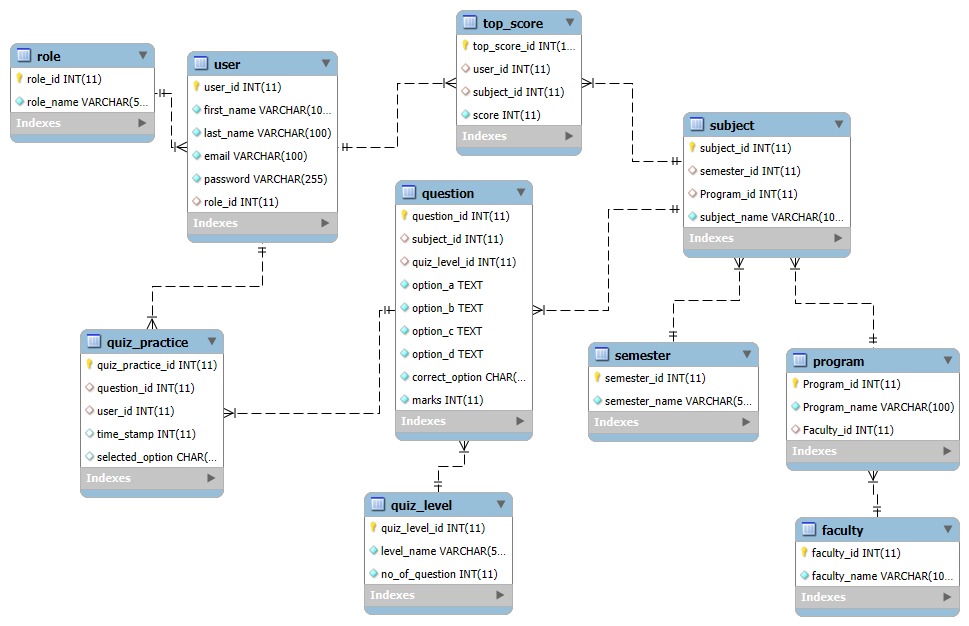 role
role_id INT(11)
role_name VARCHAR(5...
Indexes
user
user_id INT(11)
first_name VARCHAR(10...
last_name VARCHAR(100)
email VARCHAR(100)
password VARCHAR(255)
role_id INT(11)
Indexes
top_score
top_score_id INT(1...
user_id INT(11)
subject_id INT(11)
score INT(11)
Indexes
subject
subject_id INT(11)
semester_id INT(11)
Program_id INT(11)
subject_name VARCHAR(10...
Indexes
question
question_id INT(11)
subject_id INT(11)
quiz_level_id INT(11)
option_a TEXT
option_b TEXT
option_c TEXT
option_d TEXT
correct_option CHAR(...
marks INT(11)
Indexes
quiz_practice
quiz_practice_id INT(11)
question_id INT(11)
user_id INT(11)
time_stamp INT(11)
selected_option CHAR(...
Indexes
semester
semester_id INT(11)
semester_name VARCHAR(5...
Indexes
program
Program_id INT(11)
Program_name VARCHAR(100)
Faculty_id INT(11)
Indexes
quiz_level
quiz_level_id INT(11)
level_name VARCHAR(5...
no_of_question INT(11)
Indexes
faculty
faculty_id INT(11)
faculty_name VARCHAR(10...
Indexes